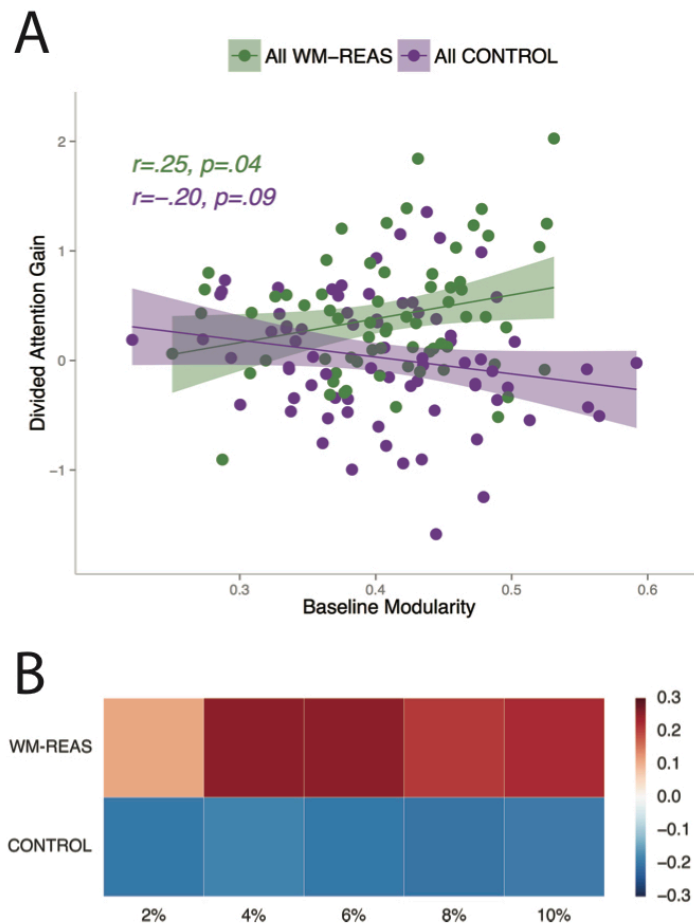 A
All WM-REAS All CONTROL
r=.25, p=.04
r=-.20, p=.09
2
1
0
-1
Divided Attention Gain
0.3 0.4 0.5 0.6
Baseline Modularity
B
WM-REAS
CONTROL
2% 4% 6% 8% 10%
0.3
0.2
0.1
0.0
-0.1
-0.2
-0.3